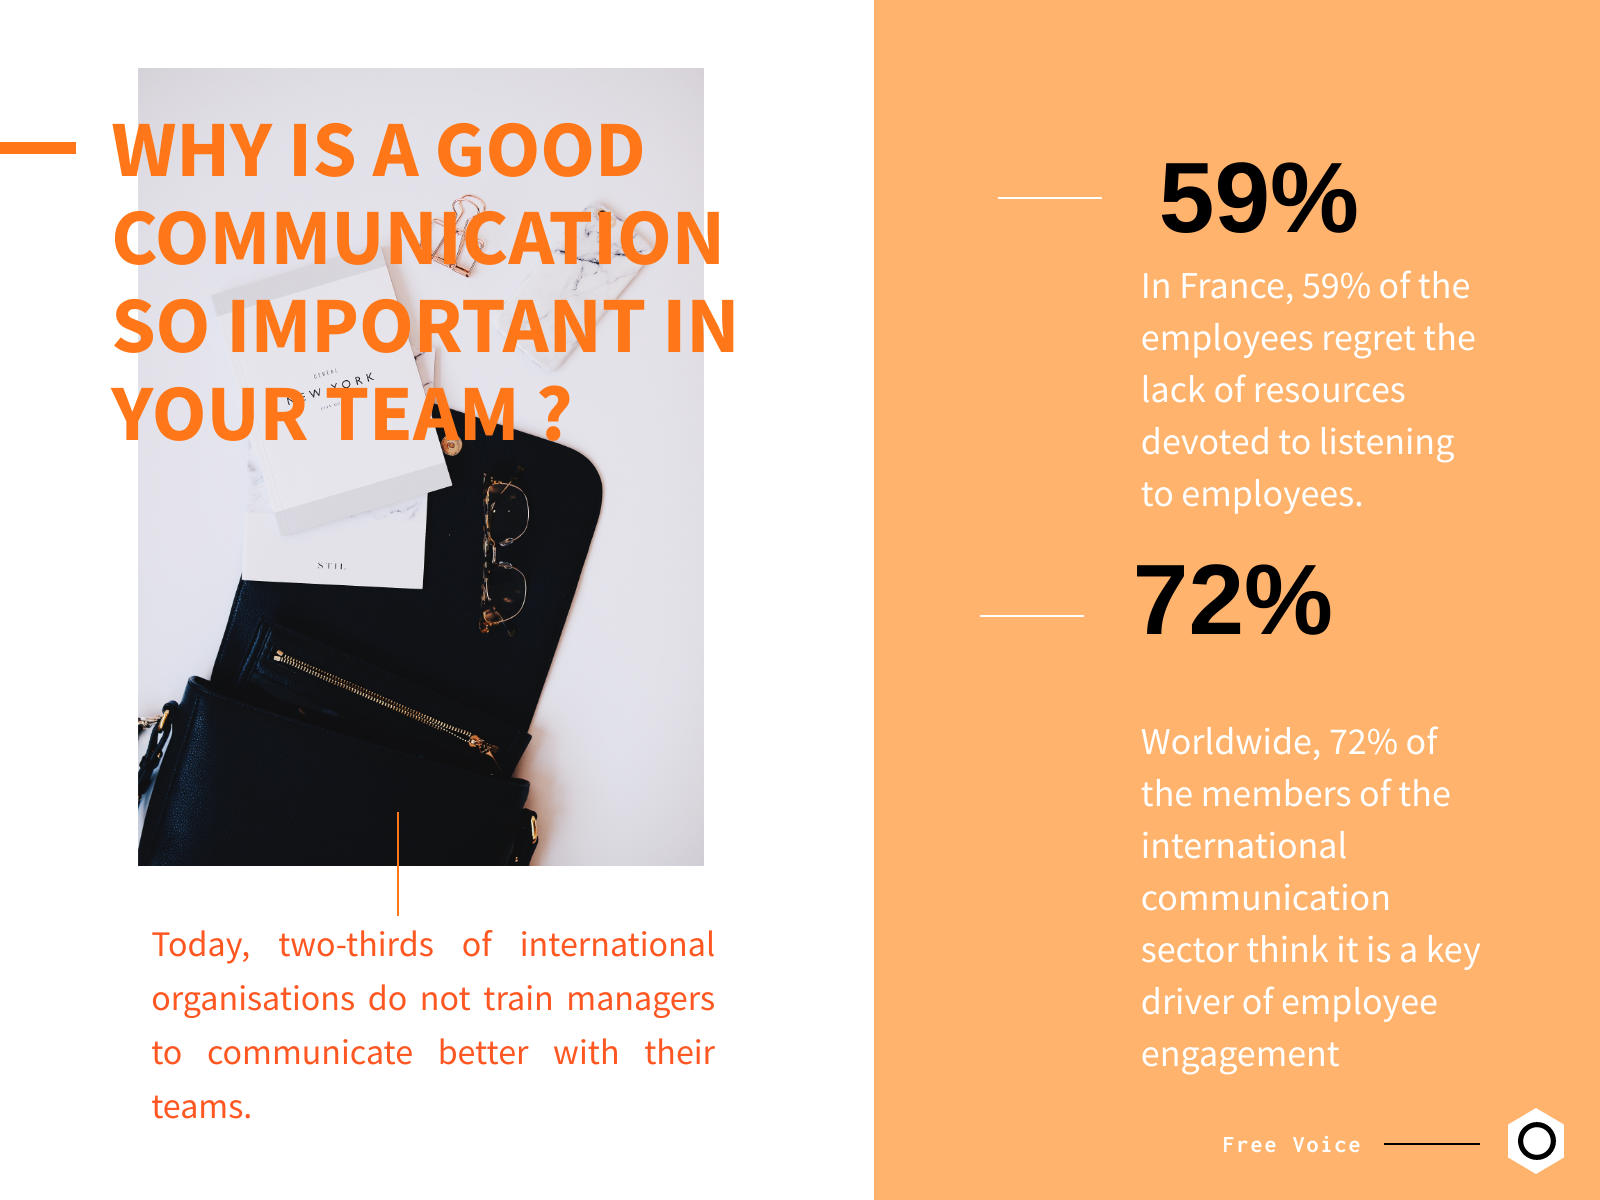 WHY IS A GOOD
COMMUNICATION
SO IMPORTANT IN
YOUR TEAM ?
CEREAL
NEW YORK
STIL
Today, two-thirds of international
organisations do not train managers
to communicate better with their
teams.
59%
In France, 59% of the
employees regret the
lack of resources
devoted to listening
to employees.
72%
Worldwide, 72% of
the members of the
international
communication
sector think it is a key
driver of employee
engagement
Free Voice